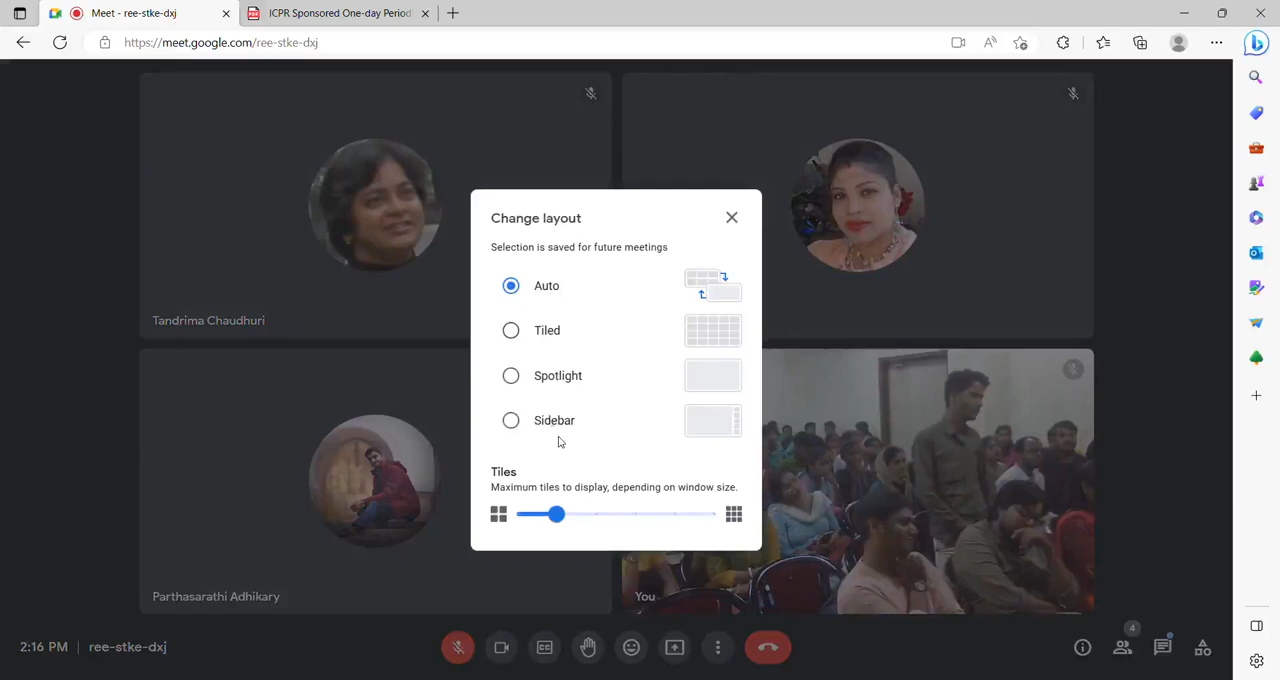 Meet - ree-stke-dxj
ICPR Sponsored One-day Period
https://meet.google.com/ree-stke-dxj
Tandrima Chaudhuri
Change layout
Selection is saved for future meetings
Auto
Tiled
Spotlight
Sidebar
Tiles
Maximum tiles to display, depending on window size.
Parthasarathi Adhikary
You
2:16 PM | ree-stke-dxj
4